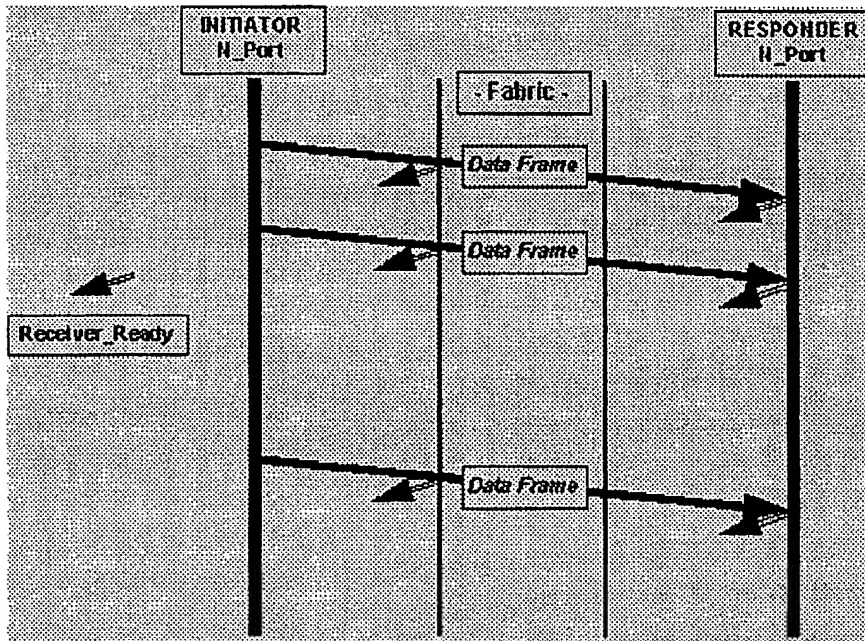 INITIATOR
N_Port
RESPONDER
N_Port
- Fabric -
Data Frame
Data Frame
Receiver_Ready
Data Frame